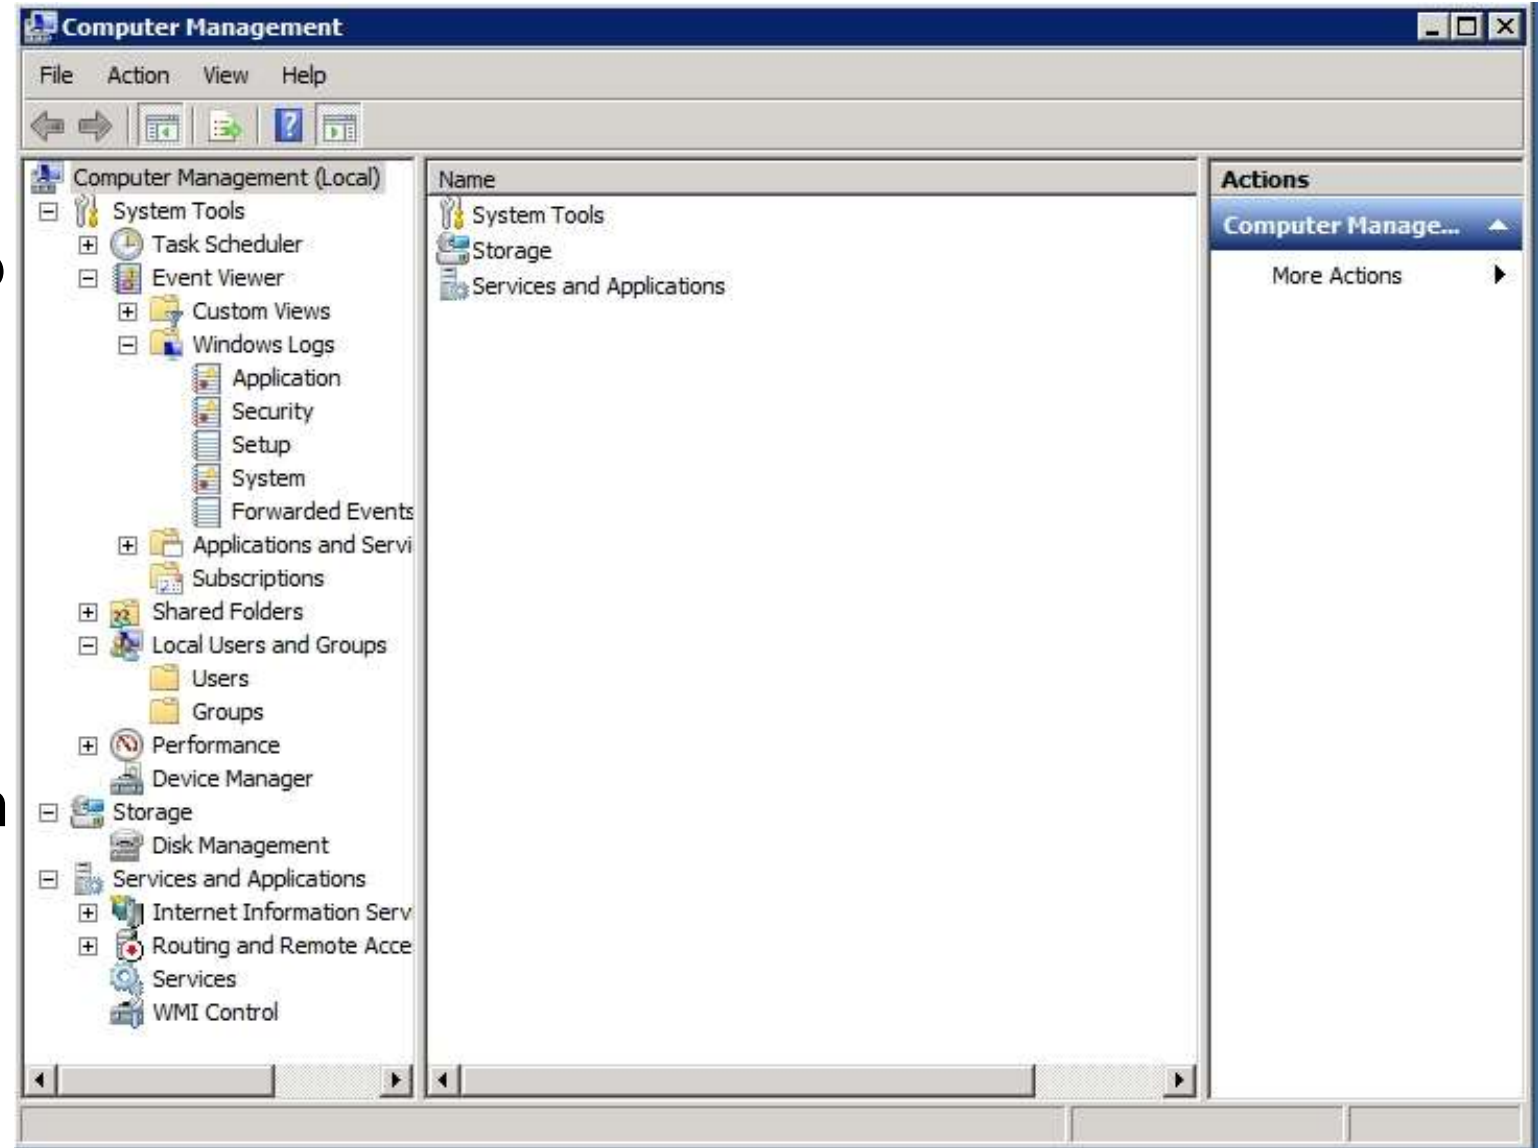 Computer Management
File Action View Help
Computer Management (Local)
System Tools
Task Scheduler
Event Viewer
Custom Views
Windows Logs
Application
Security
Setup
System
Forwarded Events
Applications and Servi
Subscriptions
Shared Folders
Local Users and Groups
Users
Groups
Performance
Device Manager
Storage
Disk Management
Services and Applications
Internet Information Serv
Routing and Remote Acce
Services
WMI Control
Name
System Tools
Storage
Services and Applications
Actions
Computer Manage...
More Actions